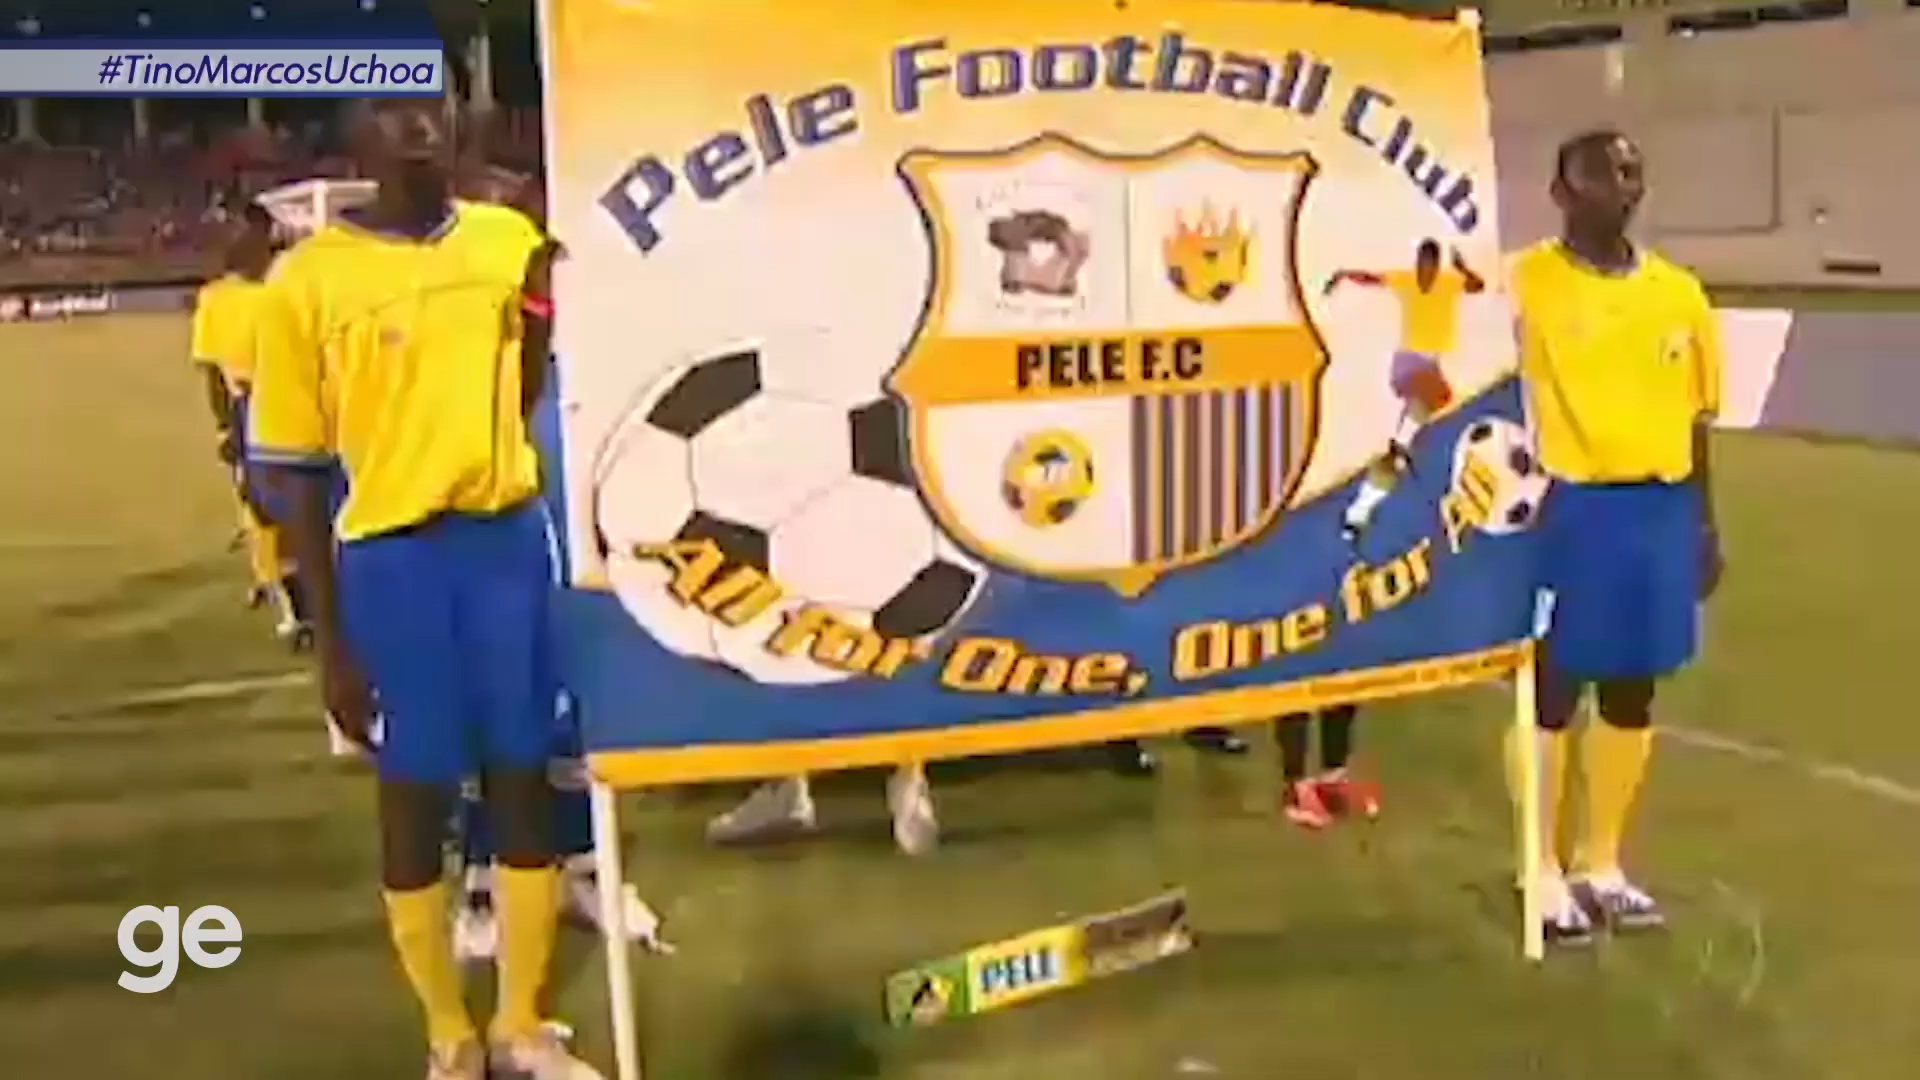 #TinoMarcosUchoa
Pele Football Club
PELE F.C
All for One, One for All
PELE
ge